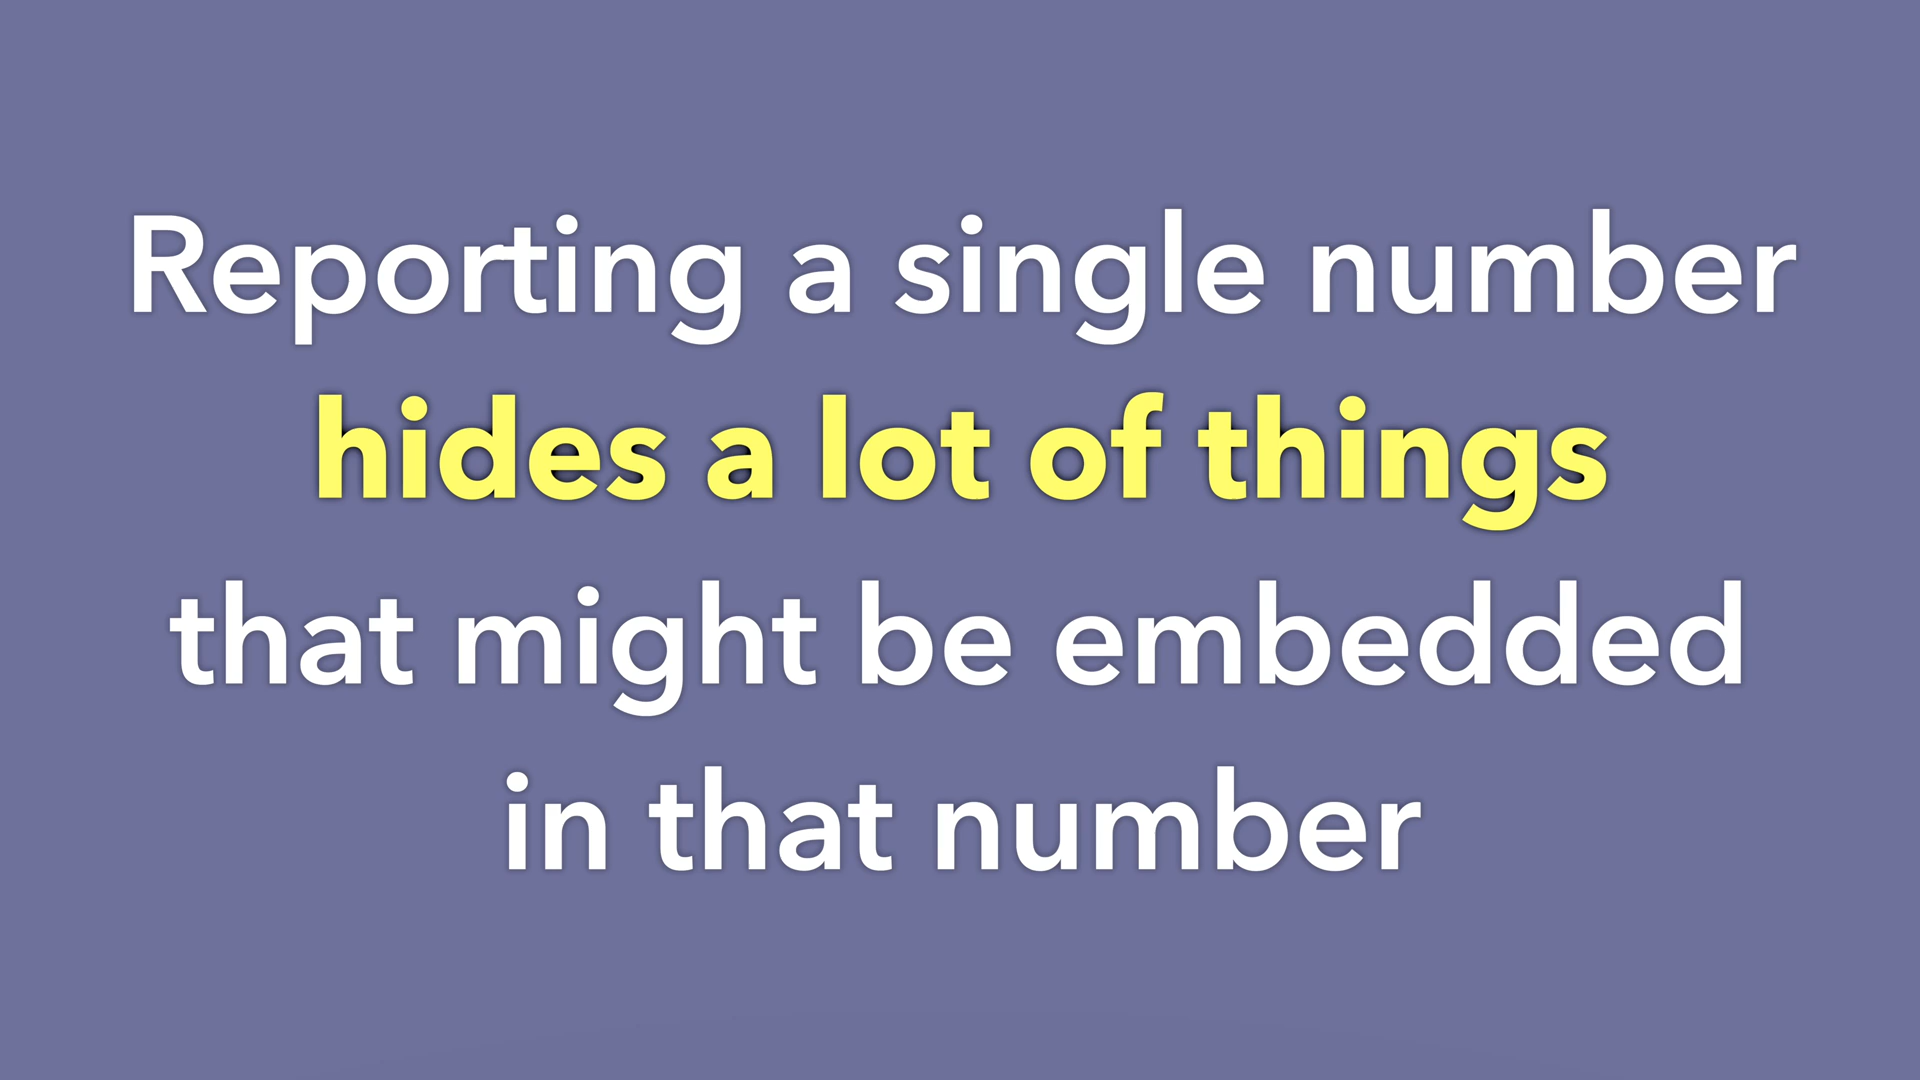 Reporting a single number
hides a lot of things
that might be embedded
in that number